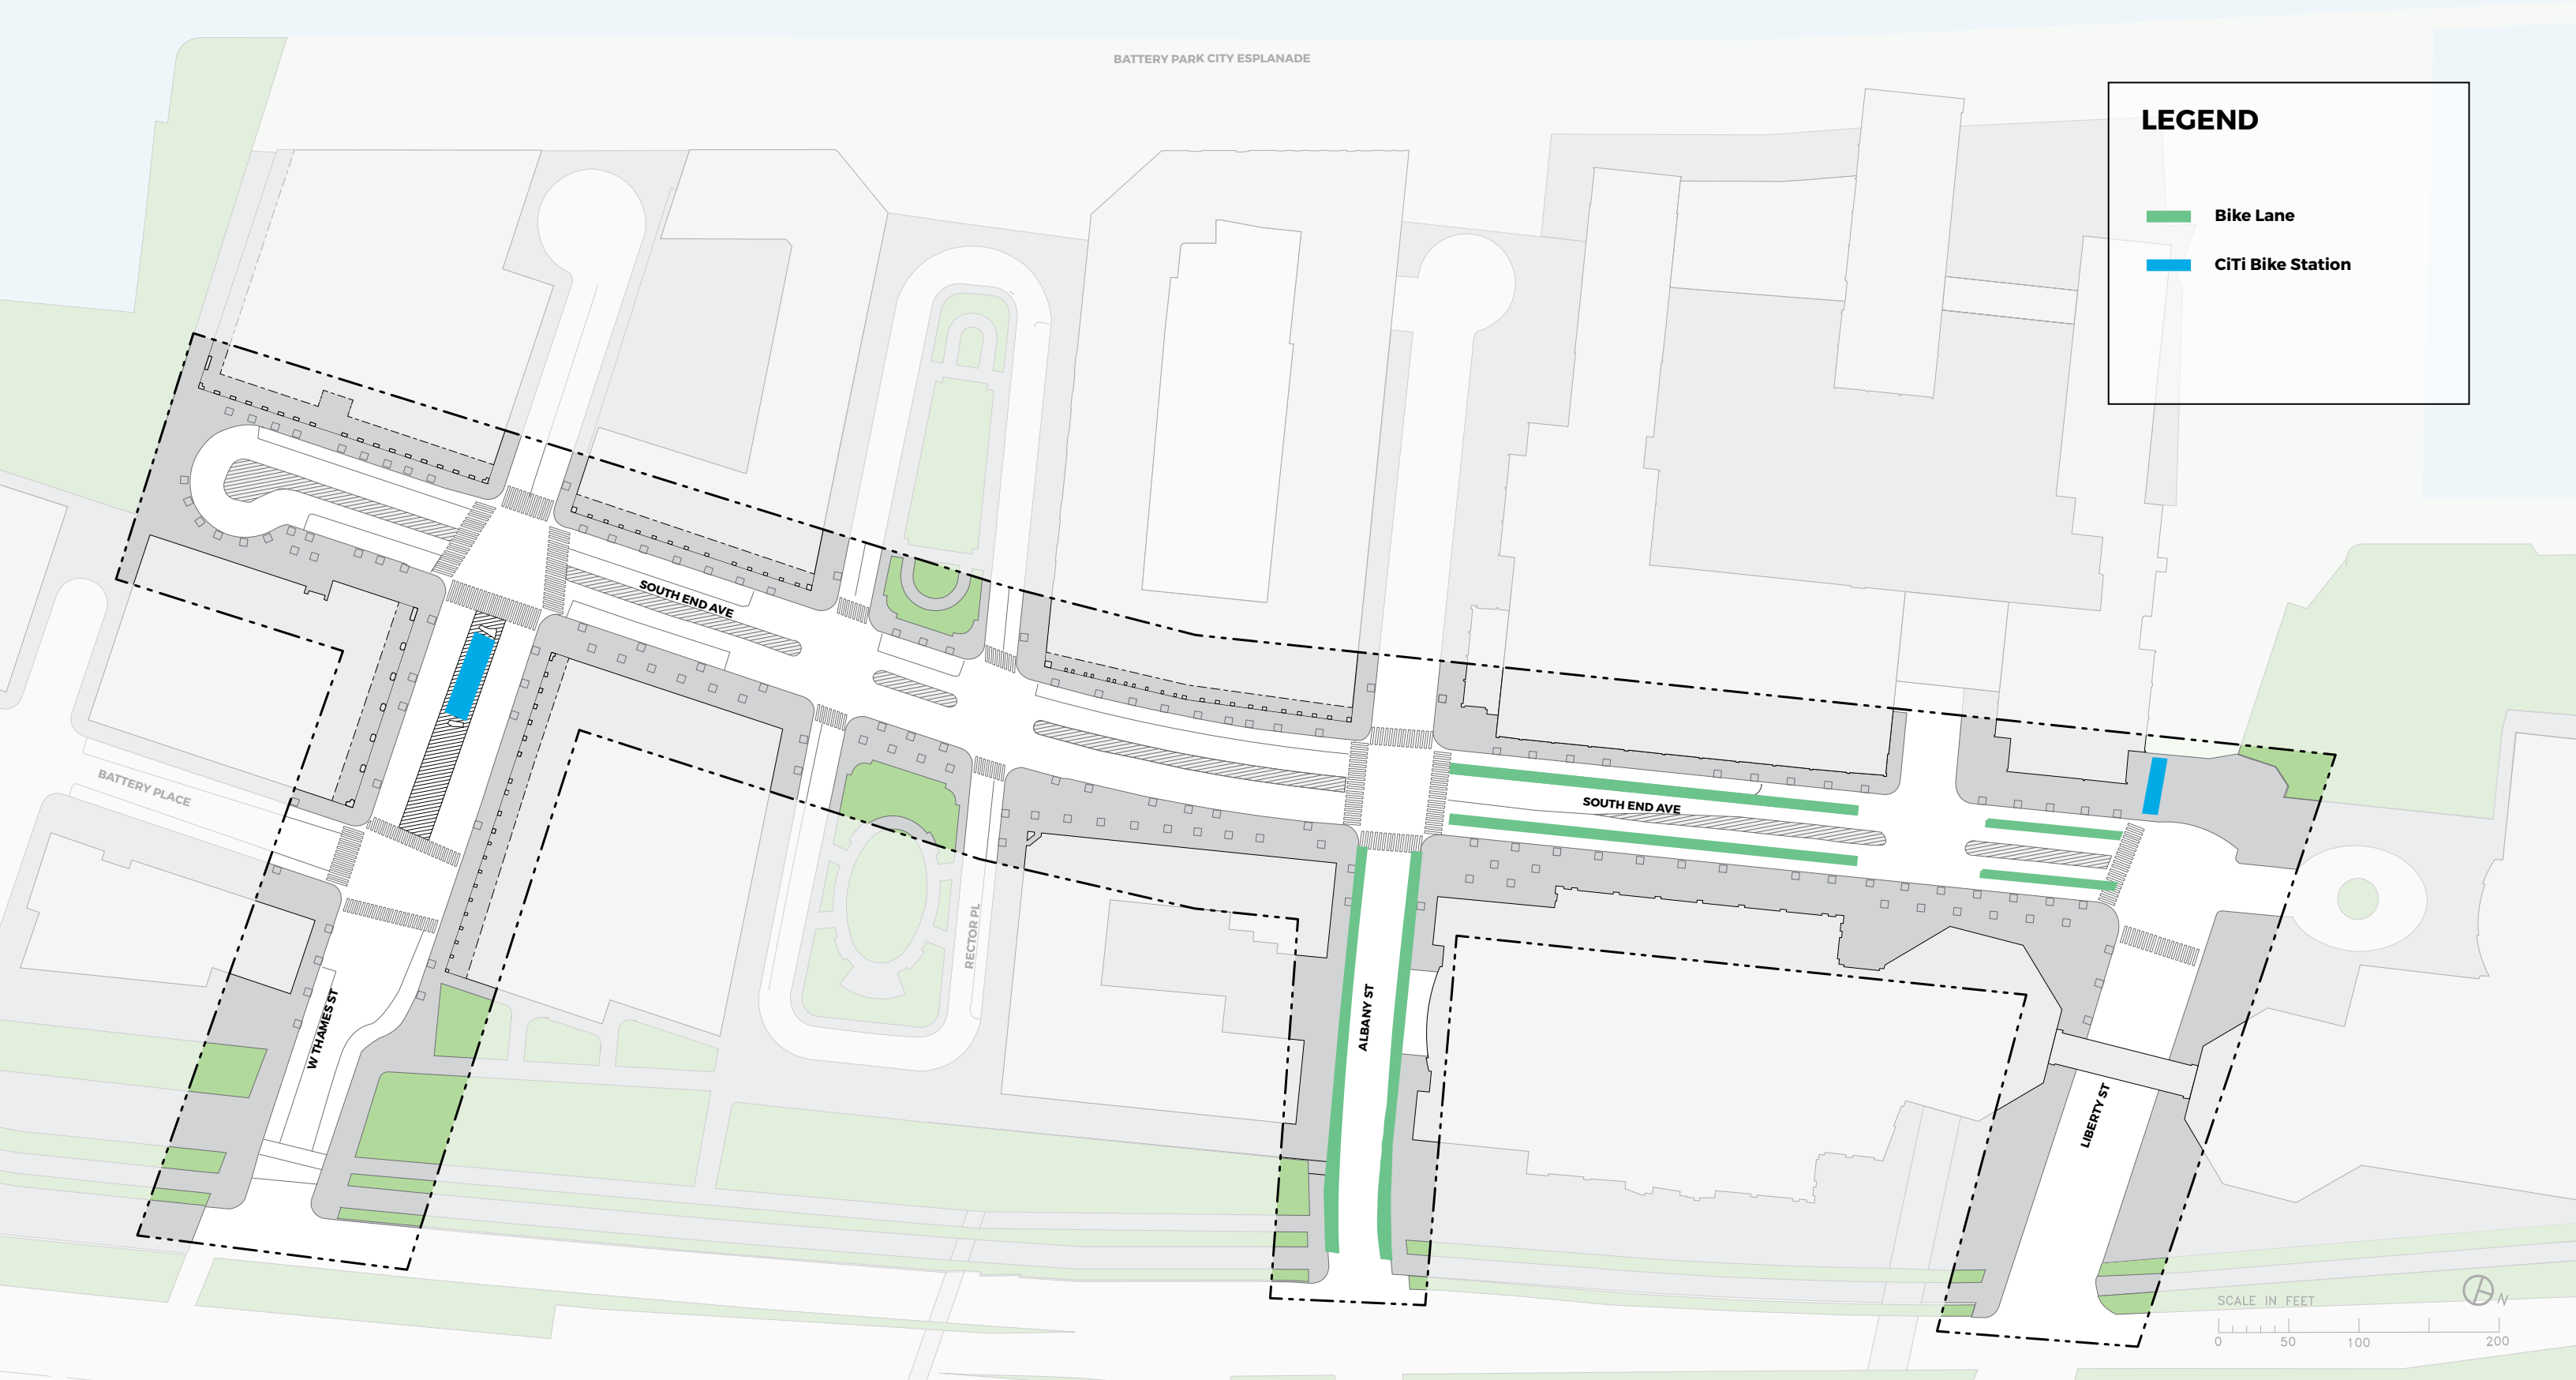 BATTERY PARK CITY ESPLANADE
LEGEND
Bike Lane
CiTi Bike Station
SOUTH END AVE
SOUTH END AVE
BATTERY PLACE
RECTOR PL
W THAMES ST
ALBANY ST
LIBERTY ST
SCALE IN FEET
N
0 50 100 200